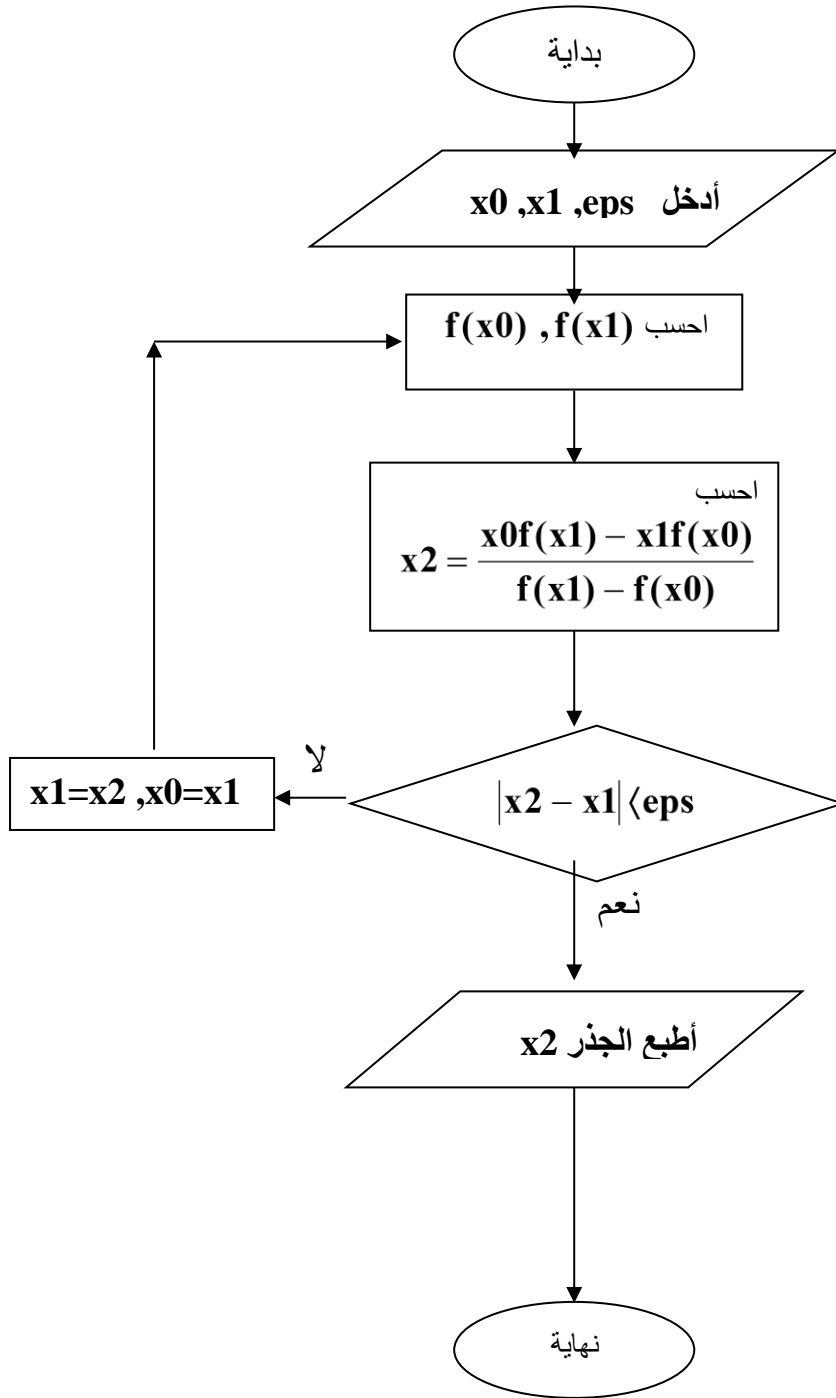 بداية
أدخل x0 ,x1 ,eps
احسب f(x0) , f(x1)
احسب
x2 = \frac{x0f(x1) − x1f(x0)}{f(x1) − f(x0)}
|x2 − x1|⟨eps
لا
x1=x2 ,x0=x1
نعم
أطبع الجذر x2
نهاية